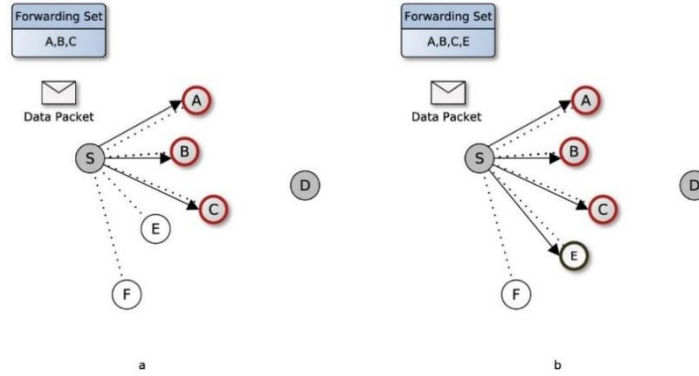 Forwarding Set
A,B,C
Data Packet
S
A
B
C
E
F
D
a
Forwarding Set
A,B,C,E
Data Packet
S
A
B
C
E
F
D
b